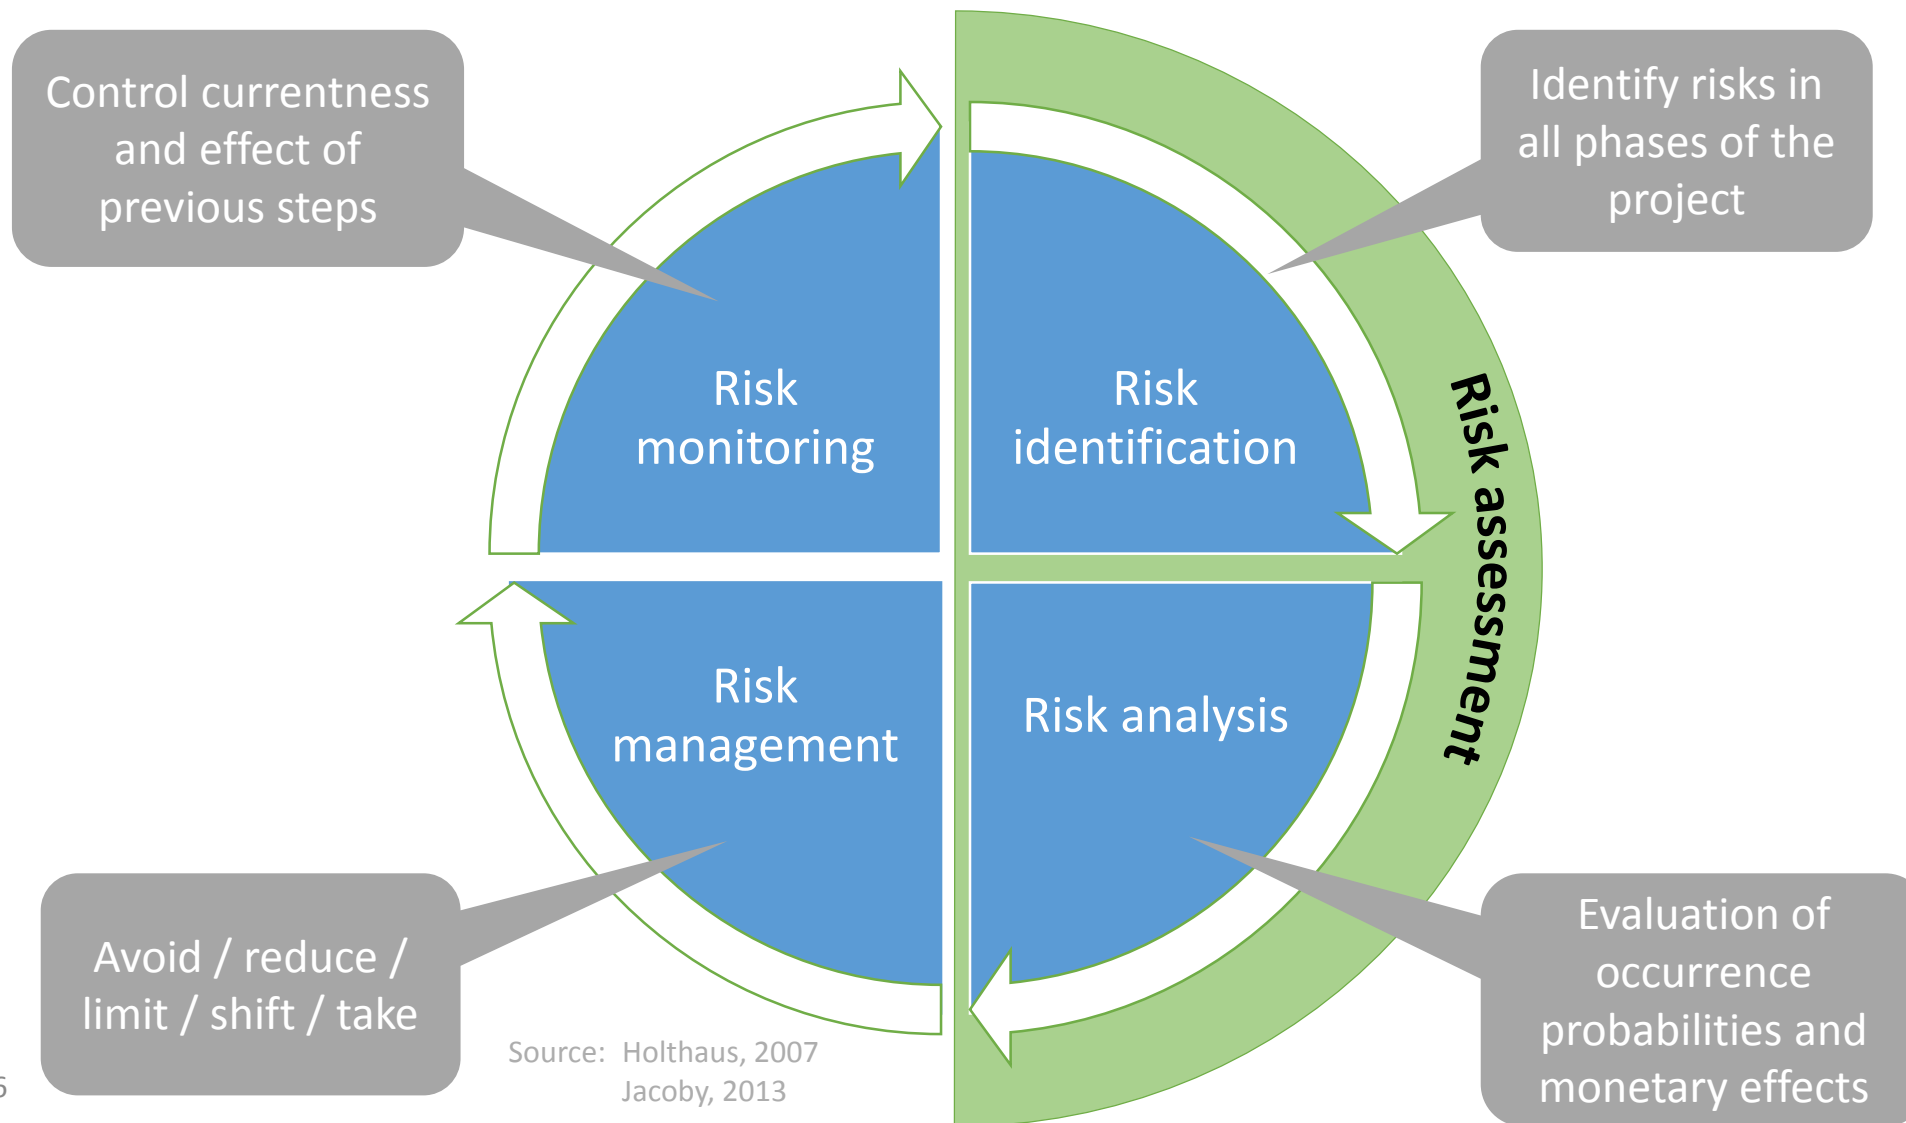 Control currentness
and effect of
previous steps
Identify risks in
all phases of the
project
Risk
monitoring
Risk
identification
Risk assessment
Risk
management
Risk analysis
Avoid / reduce /
limit / shift / take
Evaluation of
occurrence
probabilities and
monetary effects
Source: Holthaus, 2007
Jacoby, 2013
6